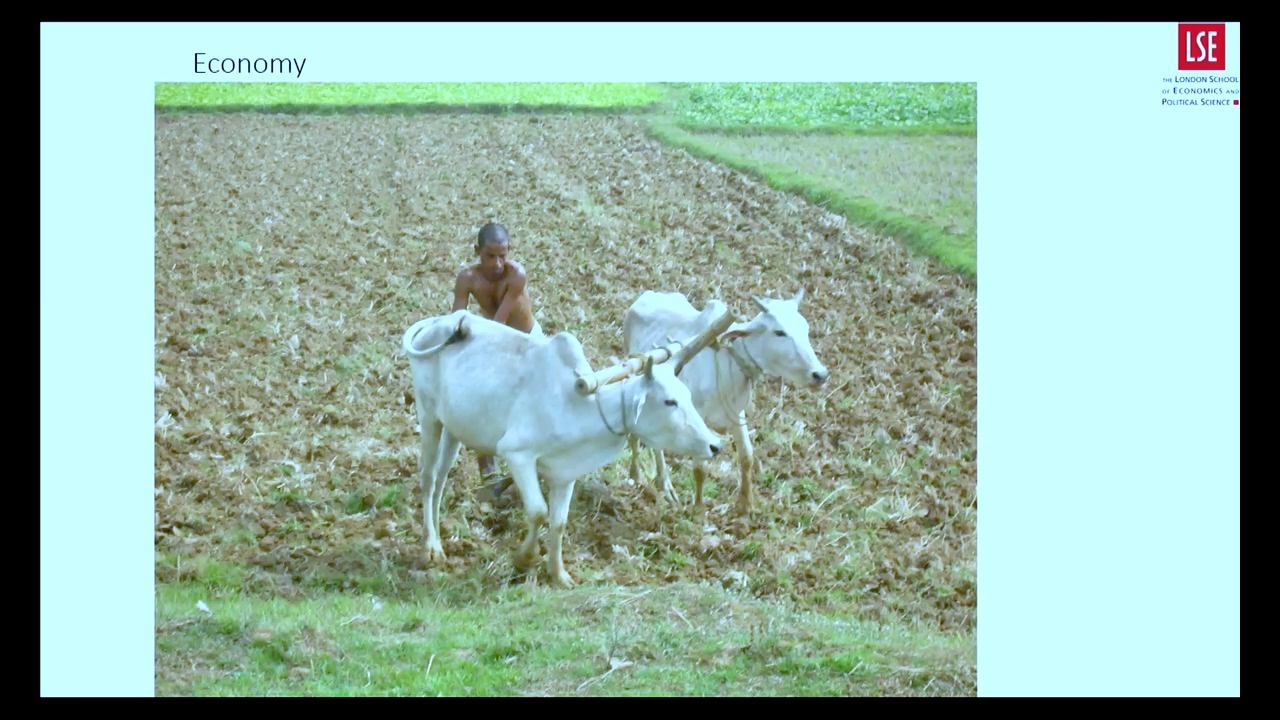 Economy
LSE
THE LONDON SCHOOL
OF ECONOMICS AND
POLITICAL SCIENCE